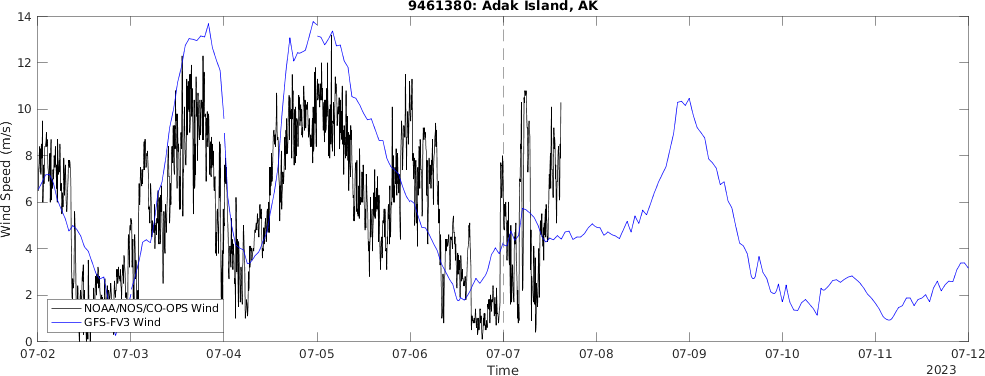 9461380: Adak Island, AK
Wind Speed (m/s)
14
12
10
8
6
4
2
0
NOAA/NOS/CO-OPS Wind
GFS-FV3 Wind
07-02 07-03 07-04 07-05 07-06 07-07 07-08 07-09 07-10 07-11 07-12
Time
2023